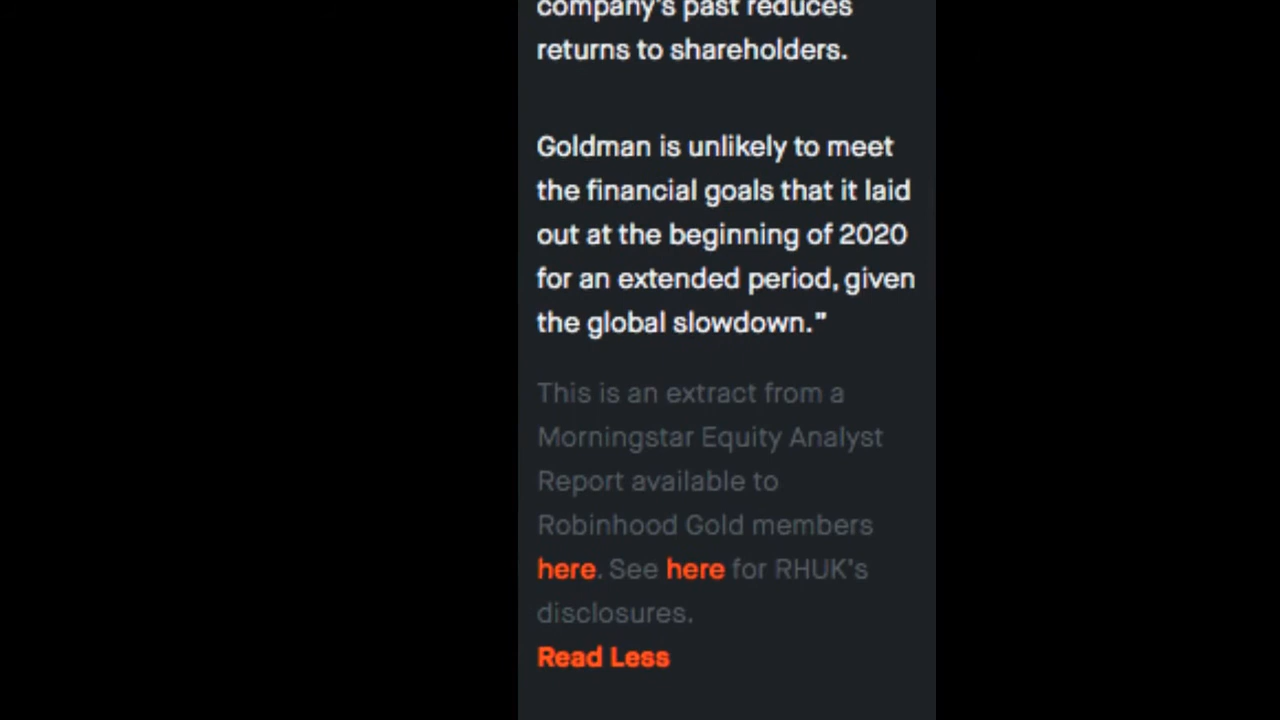 company's past reduces
returns to shareholders.
Goldman is unlikely to meet
the financial goals that it laid
out at the beginning of 2020
for an extended period, given
the global slowdown.”
This is an extract from a
Morningstar Equity Analyst
Report available to
Robinhood Gold members
here. See here for RHUK's
disclosures.
Read Less